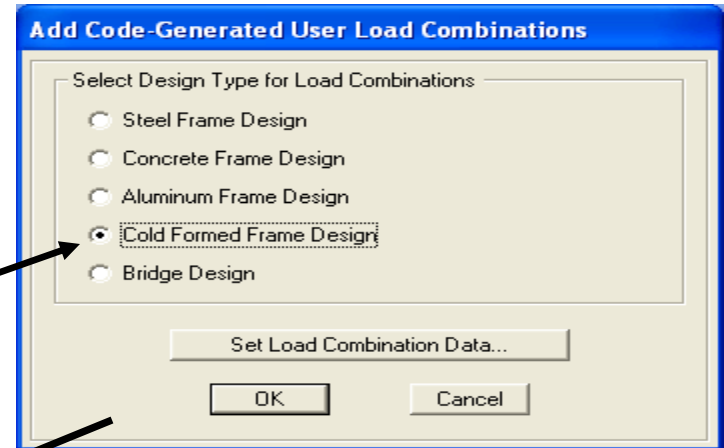 Add Code-Generated User Load Combinations
Select Design Type for Load Combinations
Steel Frame Design
Concrete Frame Design
Aluminum Frame Design
Cold Formed Frame Design
Bridge Design
Set Load Combination Data...
OK Cancel